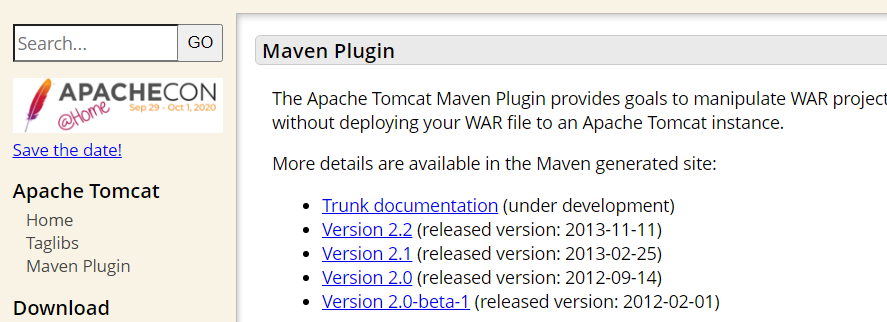 Search...
GO
APACHECON
@Home
Sep 29 - Oct 1, 2020
Save the date!
Apache Tomcat
Home
Taglibs
Maven Plugin
Download
Maven Plugin
The Apache Tomcat Maven Plugin provides goals to manipulate WAR project
without deploying your WAR file to an Apache Tomcat instance.
More details are available in the Maven generated site:
• Trunk documentation (under development)
• Version 2.2 (released version: 2013-11-11)
• Version 2.1 (released version: 2013-02-25)
• Version 2.0 (released version: 2012-09-14)
• Version 2.0-beta-1 (released version: 2012-02-01)